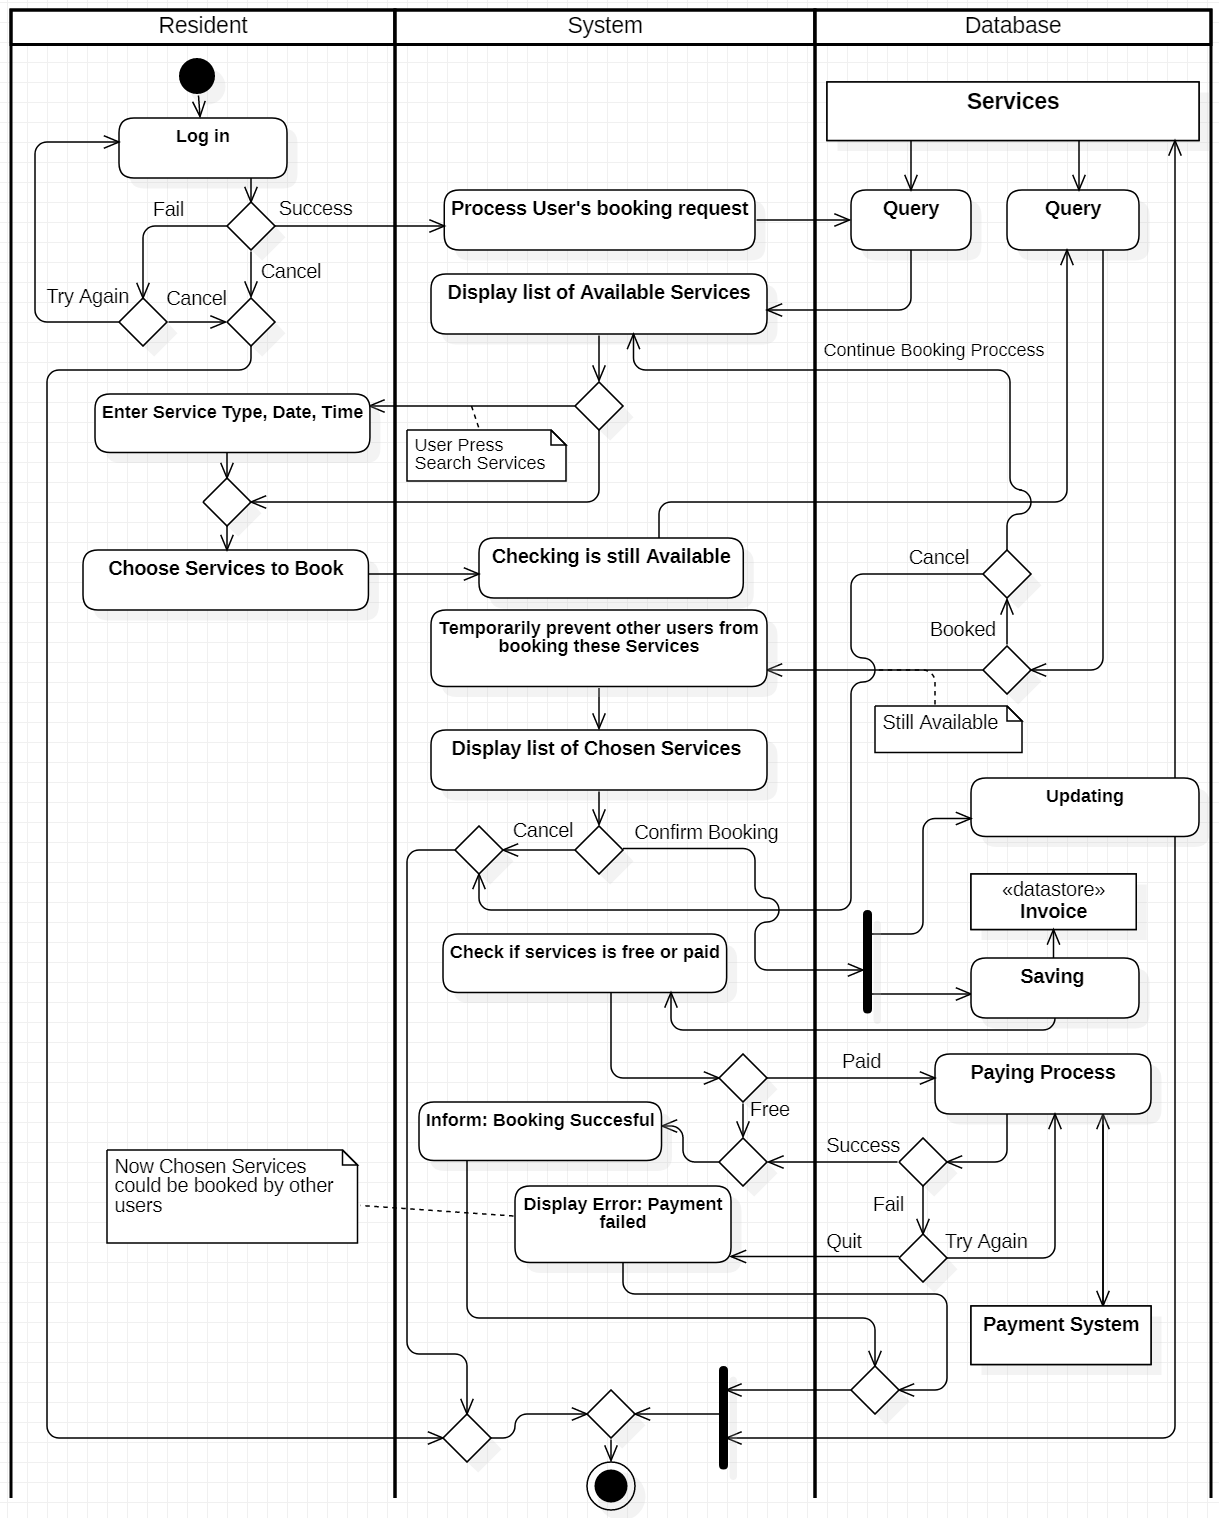 Resident
System
Database
Services
Log in
Fail
Success
Process User's booking request
Query
Query
Cancel
Try Again
Cancel
Display list of Available Services
Continue Booking Proccess
Enter Service Type, Date, Time
User Press
Search Services
Choose Services to Book
Checking is still Available
Cancel
Temporarily prevent other users from
booking these Services
Booked
Still Available
Display list of Chosen Services
Updating
Cancel
Confirm Booking
«datastore»
Invoice
Check if services is free or paid
Saving
Paid
Paying Process
Free
Inform: Booking Succesful
Success
Now Chosen Services
could be booked by other
users
Display Error: Payment
failed
Fail
Quit
Try Again
Payment System